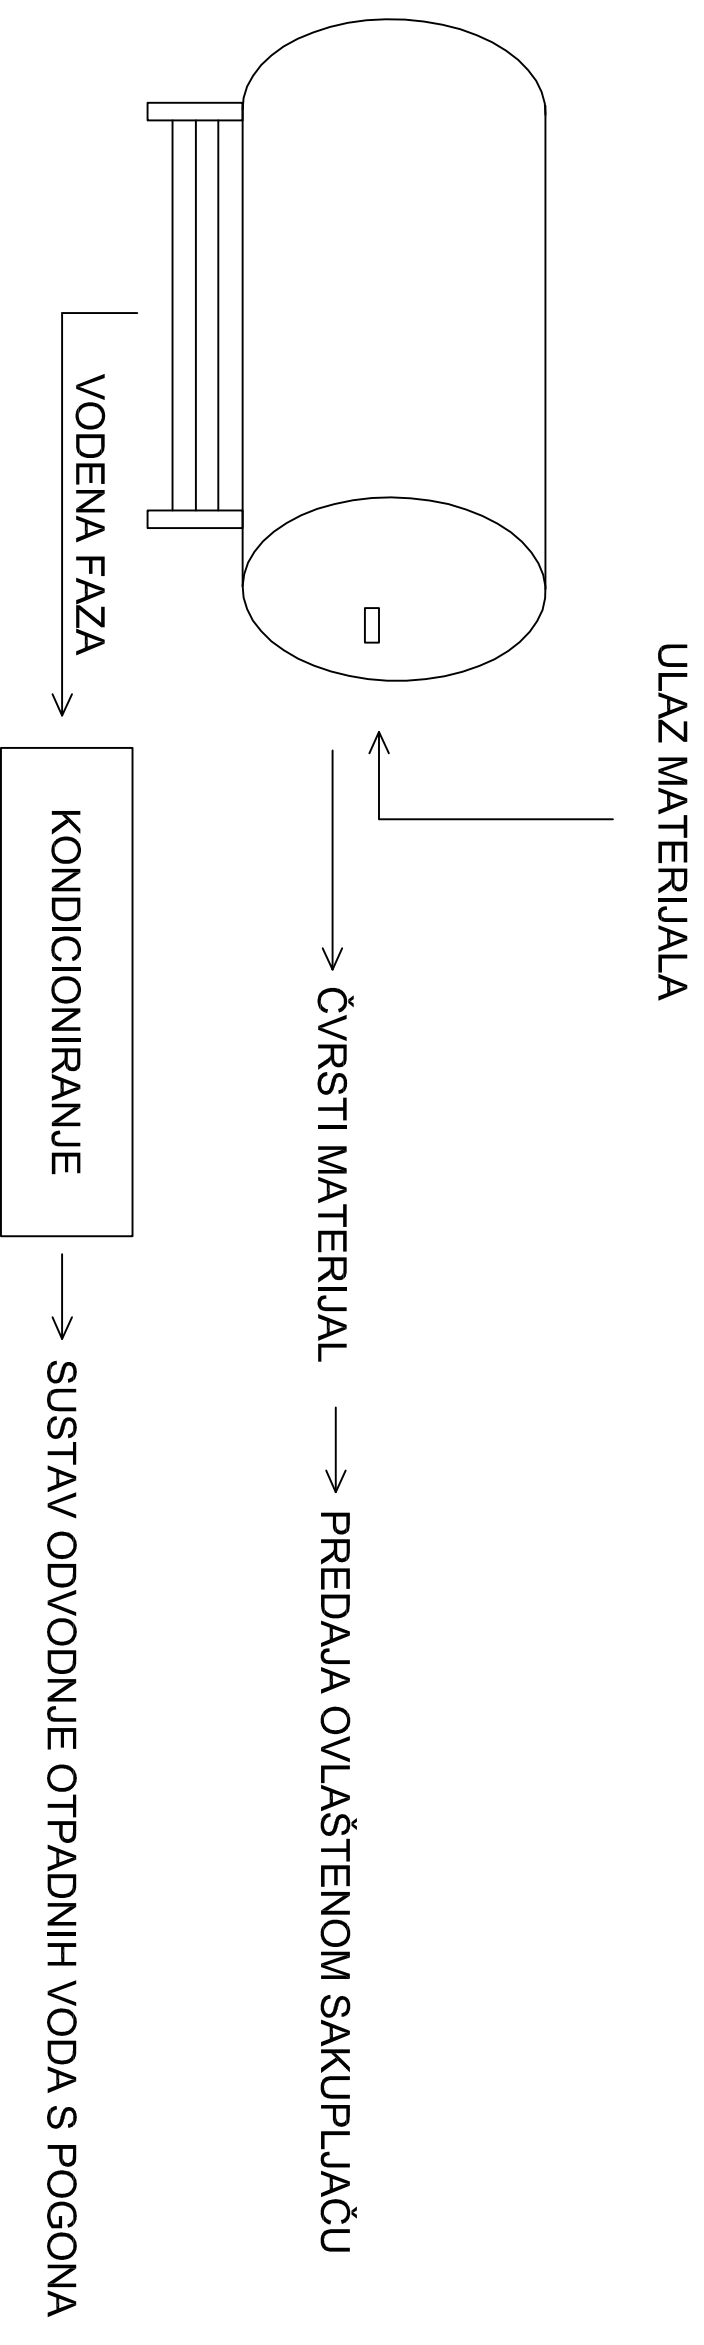 ULAZ MATERIJALA
ČVRSTI MATERIJAL
PREDAJA OVLAŠTENOM SAKUPLJAČU
VODENA FAZA
KONDICIONIRANJE
SUSTAV ODVODNJE OTPADNIH VODA S POGONA